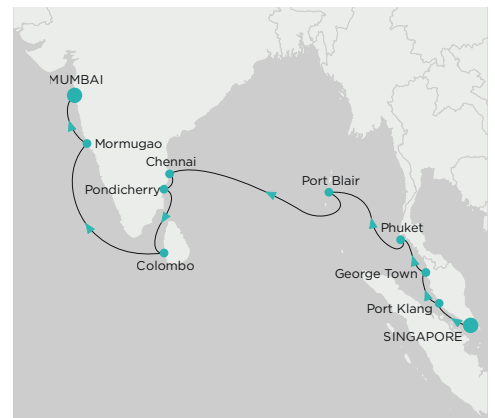 MUMBAI
Mormugao
Chennai
Pondicherry
Port Blair
Colombo
Phuket
George Town
Port Klang
SINGAPORE